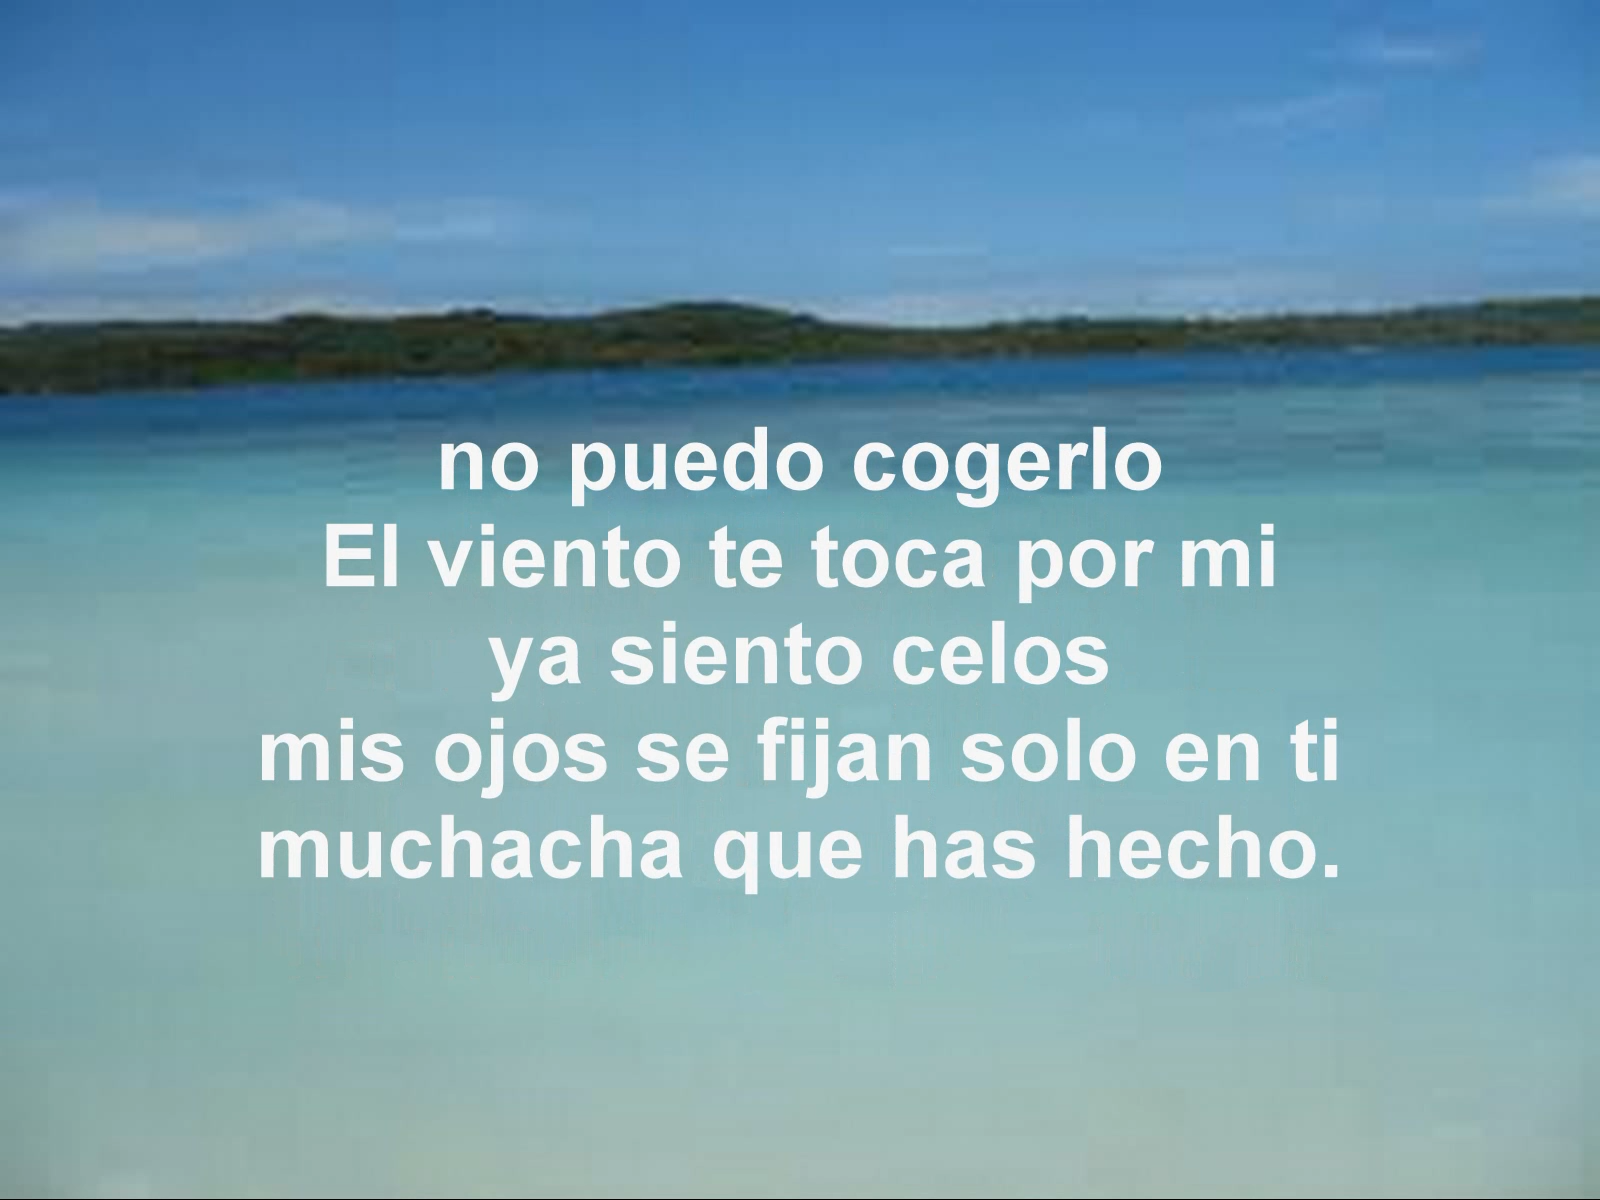 no puedo cogerlo
El viento te toca por mi
ya siento celos
mis ojos se fijan solo en ti
muchacha que has hecho.